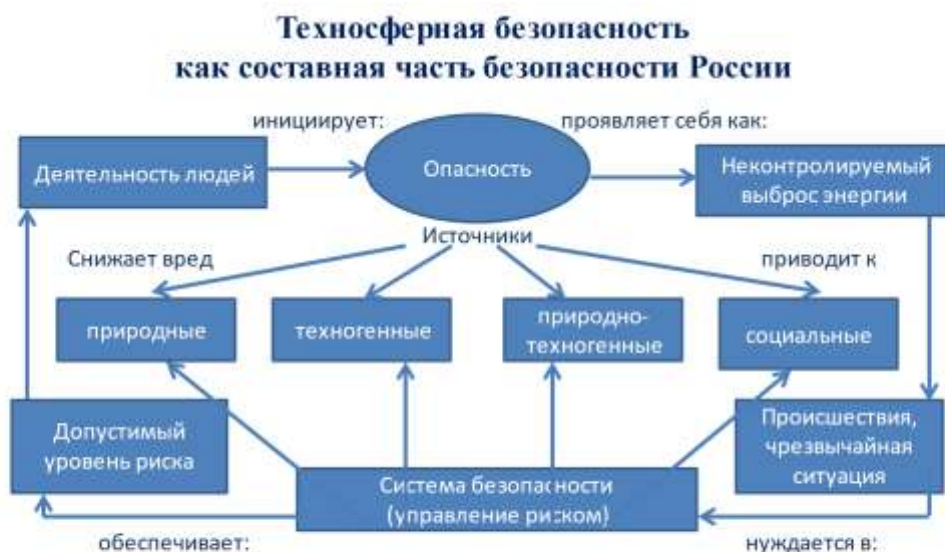 Техносферная безопасность
как составная часть безопасности России
инициирует:
проявляет себя как:
Деятельность людей
Опасность
Неконтролируемый
выброс энергии
Источники
Снижает вред
приводит к
природные
техногенные
природно-
техногенные
социальные
Допустимый
уровень риска
Происшествия,
чрезвычайная
ситуация
Система безопасности
(управление риском)
обеспечивает:
нуждается в: